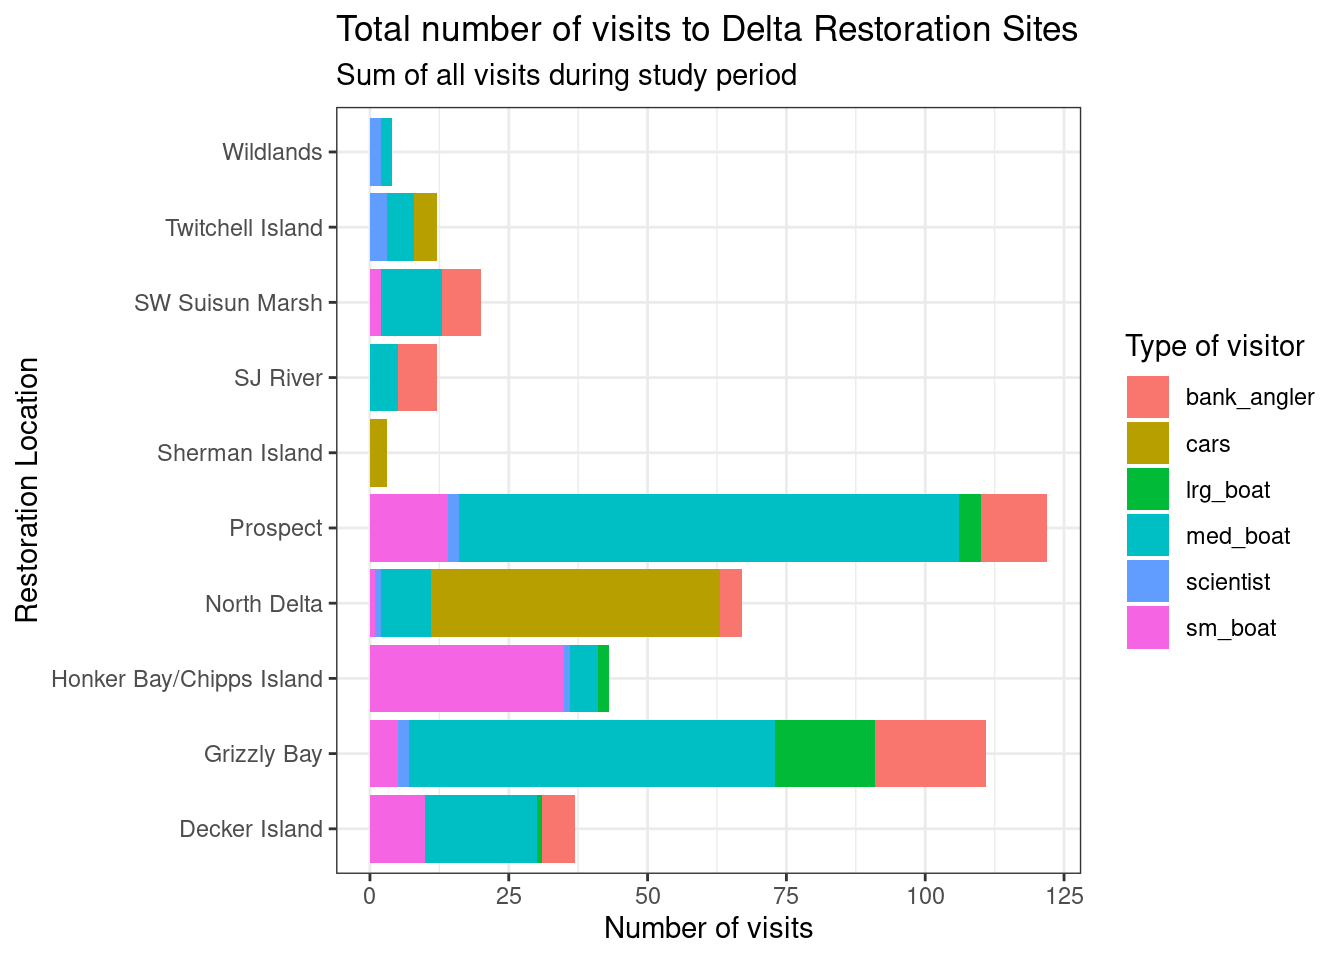 Total number of visits to Delta Restoration Sites
Sum of all visits during study period
Restoration Location
Wildlands
Twitchell Island
SW Suisun Marsh
SJ River
Sherman Island
Prospect
North Delta
Honker Bay/Chipps Island
Grizzly Bay
Decker Island
0 25 50 75 100 125
Number of visits
Type of visitor
bank_angler
cars
lrg_boat
med_boat
scientist
sm_boat